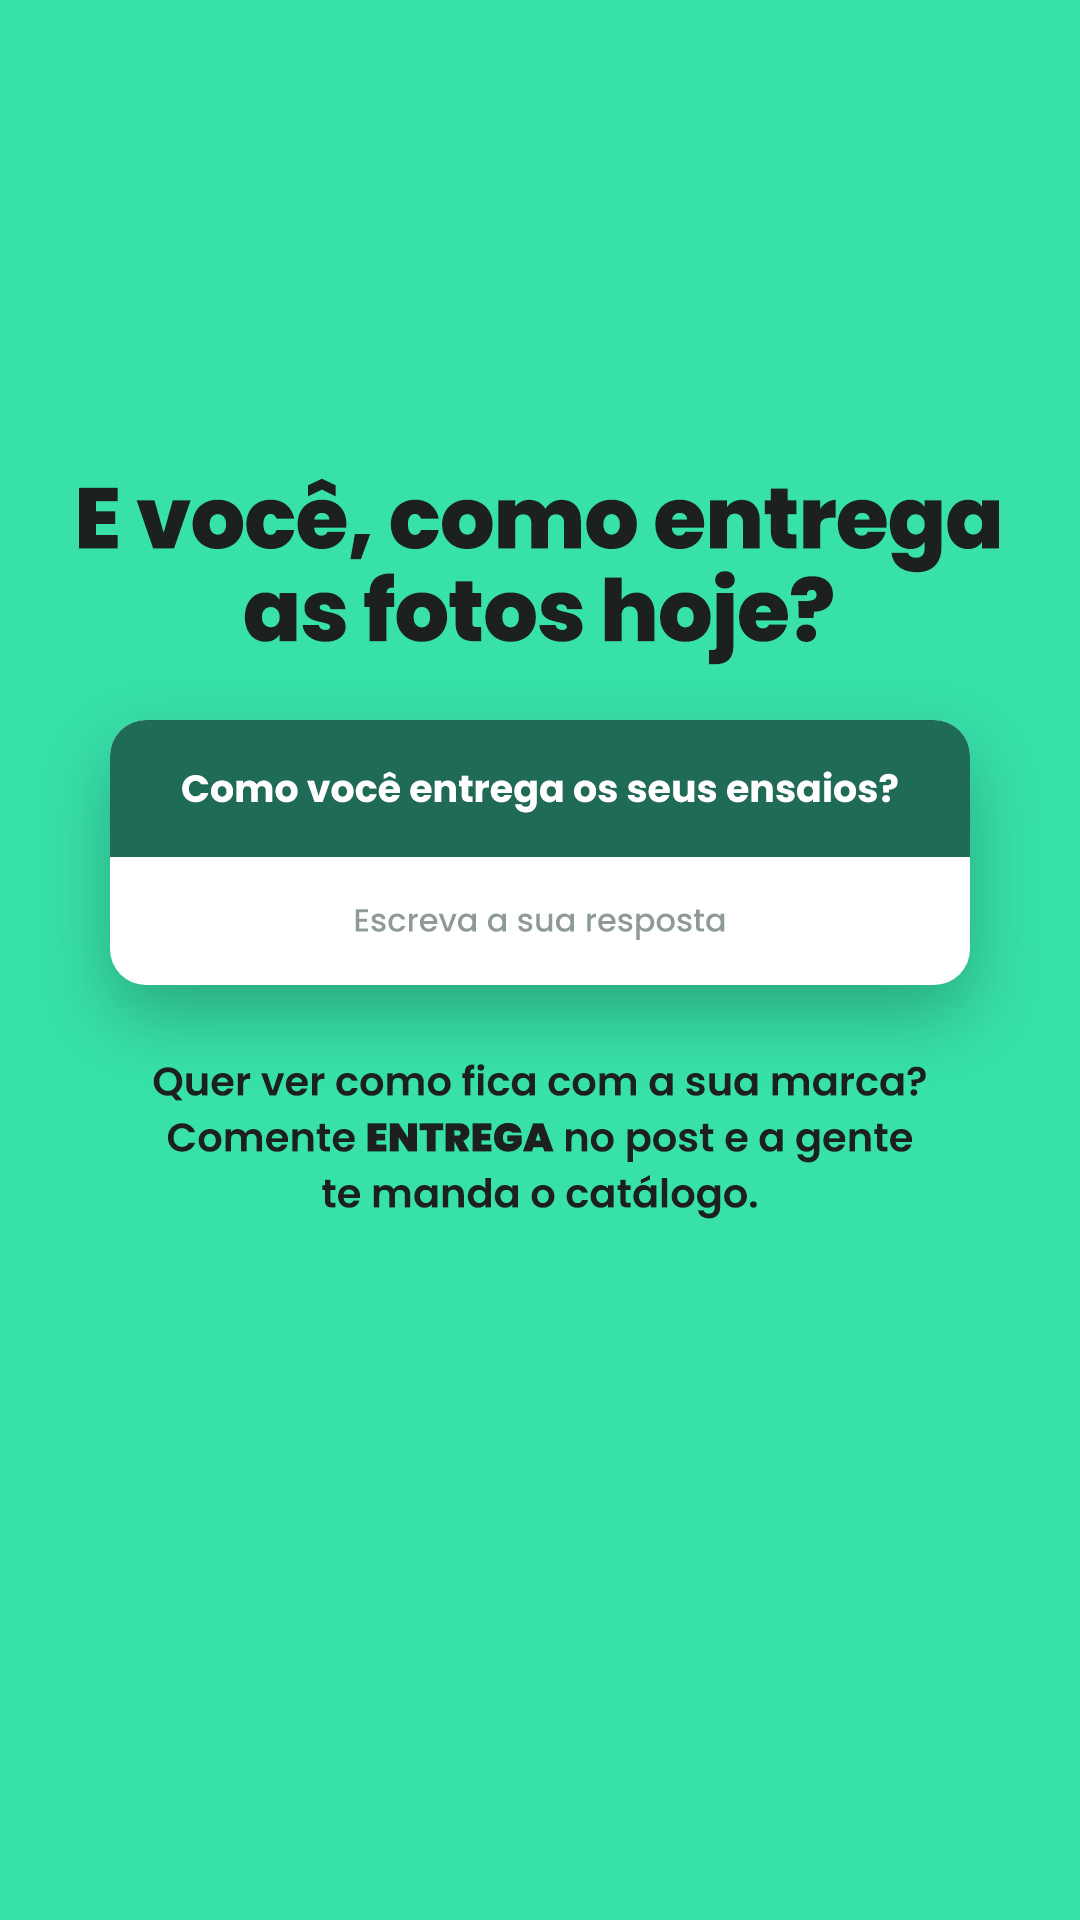 E você, como entrega
as fotos hoje?
Como você entrega os seus ensaios?
Escreva a sua resposta
Quer ver como fica com a sua marca?
Comente ENTREGA no post e a gente
te manda o catálogo.